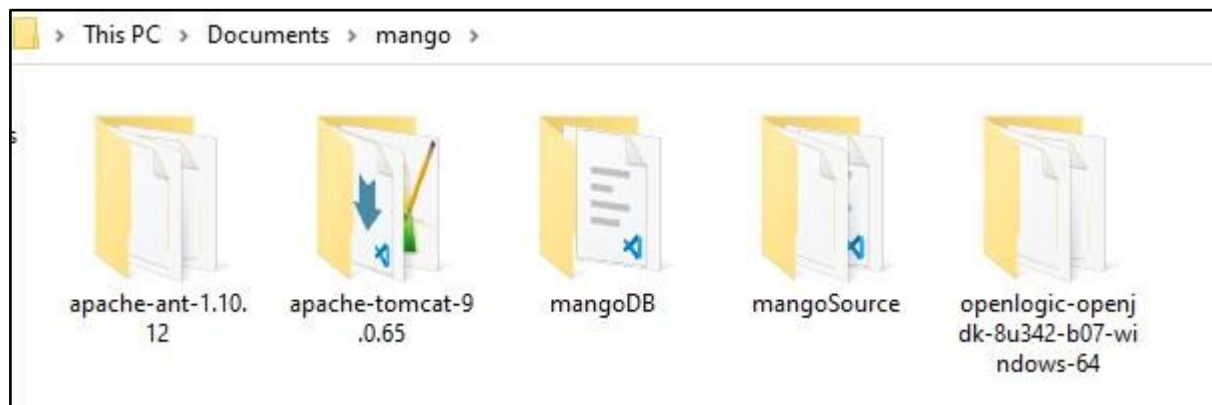 This PC > Documents > mango >
s
apache-ant-1.10. apache-tomcat-9 mangoDB mangoSource openlogic-openj
12 .0.65 dk-8u342-b07-wi
ndows-64